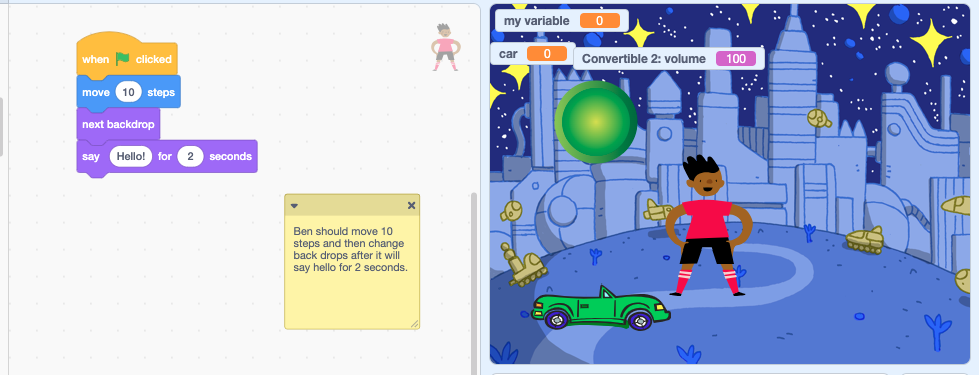 when clicked
move 10 steps
next backdrop
say Hello! for 2 seconds
Ben should move 10
steps and then change
back drops after it will
say hello for 2 seconds.
my variable 0
car 0
Convertible 2: volume 100